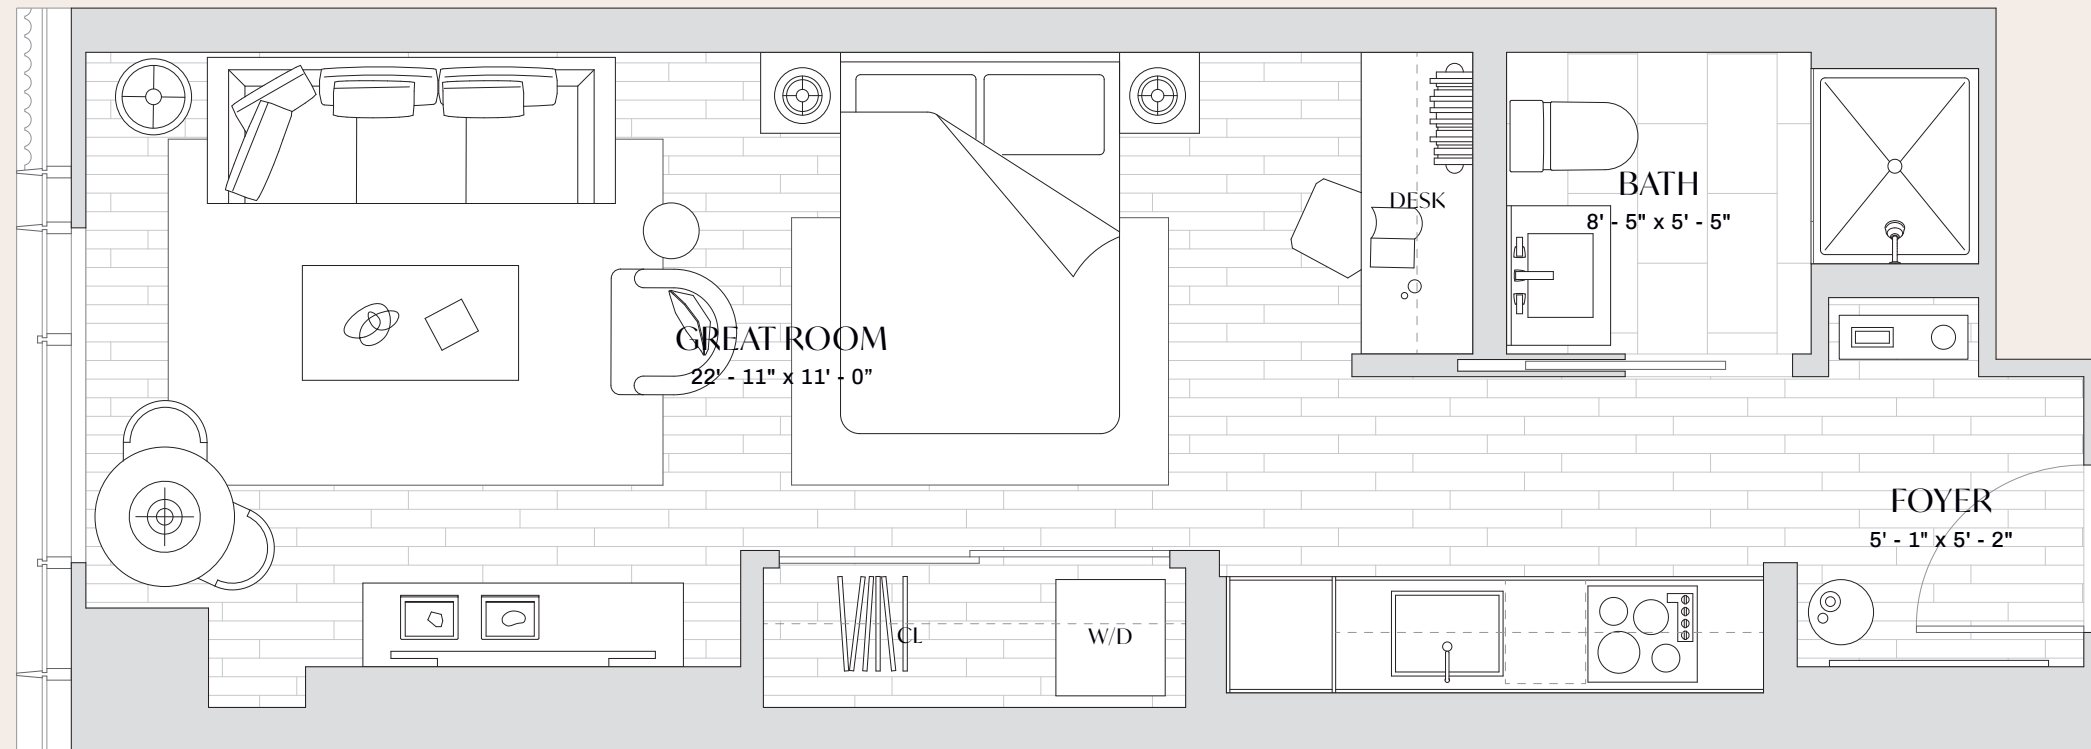 DESK
BATH
8' - 5" x 5' - 5"
GREAT ROOM
22' - 11" x 11' - 0”
FOYER
5' - 1" x 5' - 2"
CL
W/D